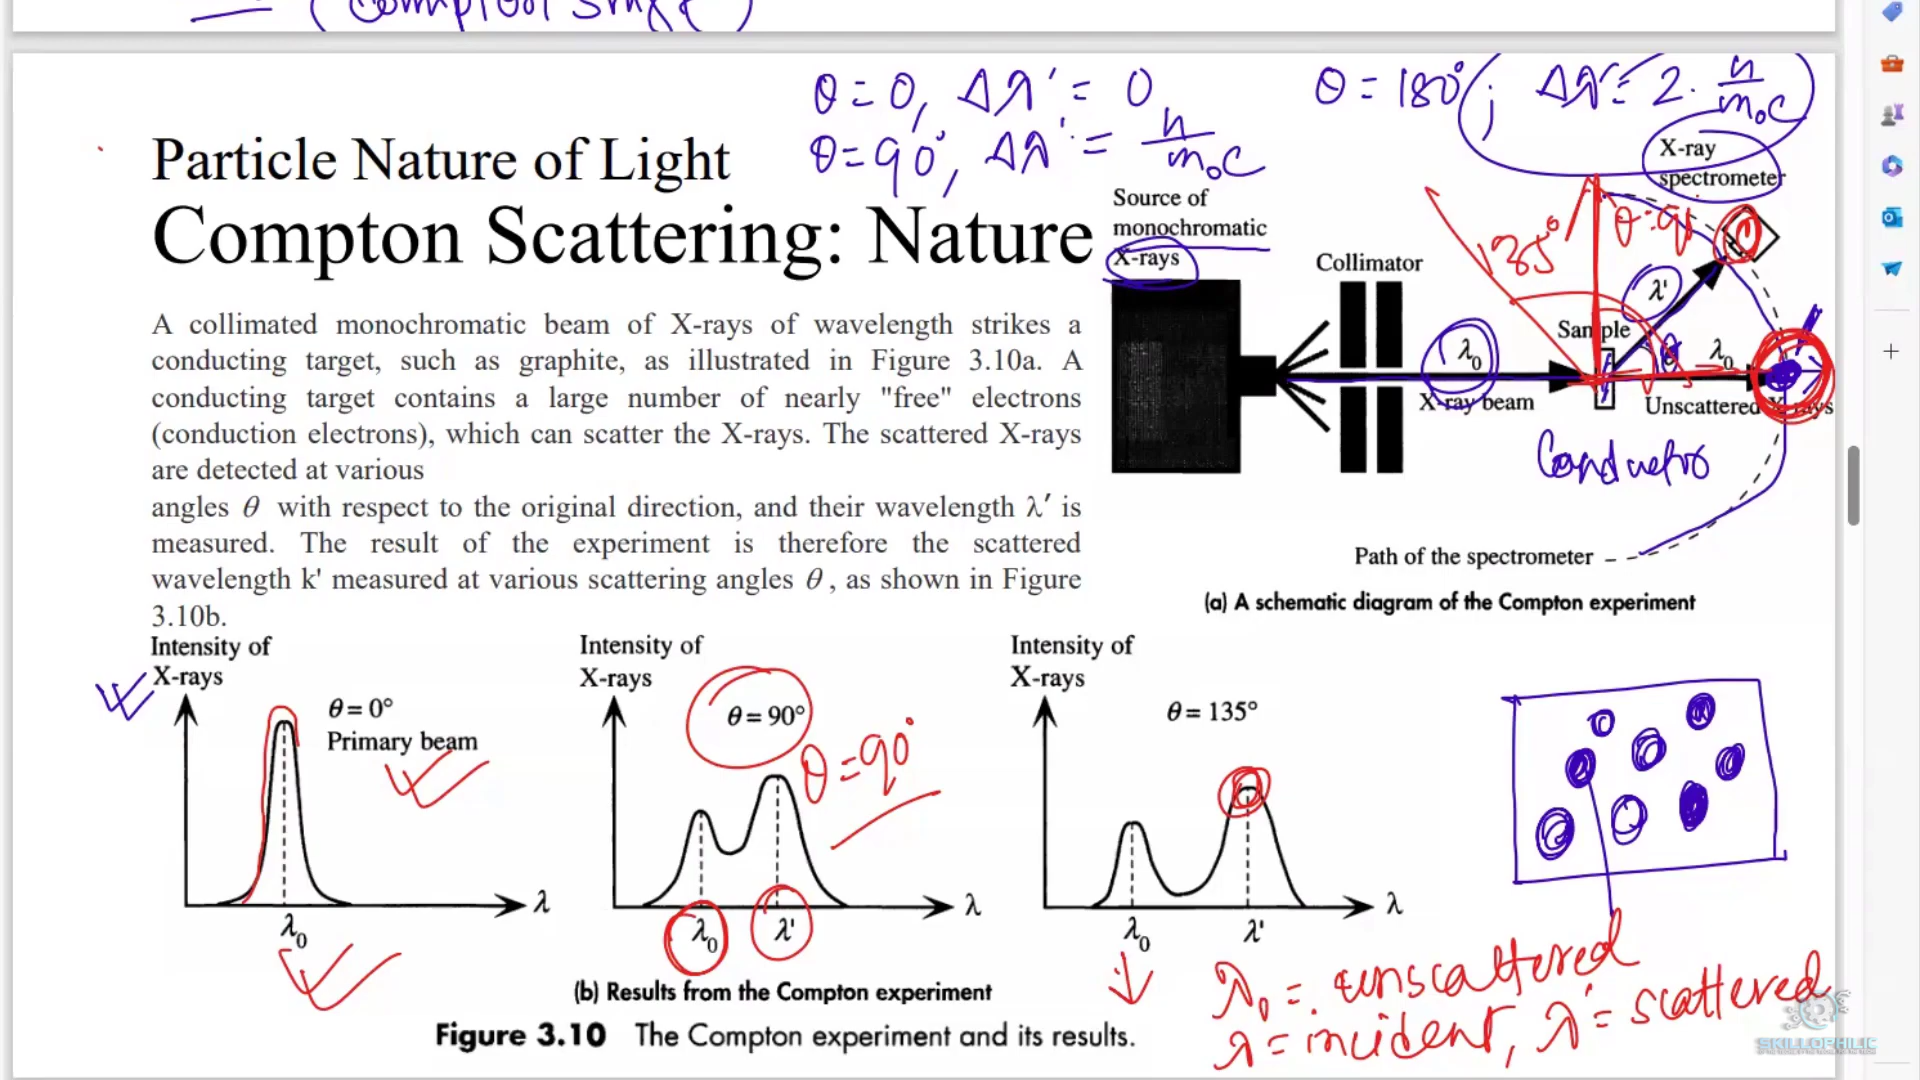 (Compton Shift)
θ = 0, Δλ' = 0
θ = 180°; Δλ' = 2. h/m₀c
θ = 90°, Δλ' = h/m₀c
Particle Nature of Light
Compton Scattering: Nature
A collimated monochromatic beam of X-rays of wavelength strikes a
conducting target, such as graphite, as illustrated in Figure 3.10a. A
conducting target contains a large number of nearly "free" electrons
(conduction electrons), which can scatter the X-rays. The scattered X-rays
are detected at various
angles θ with respect to the original direction, and their wavelength λ′ is
measured. The result of the experiment is therefore the scattered
wavelength k' measured at various scattering angles θ, as shown in Figure
3.10b.
X-ray
spectrometer
Source of
monochromatic
X-rays
Collimator
135°
θ = 90
λ'
Sample
λ₀
θ
λ₀
X-ray beam
Unscattered X-rays
Path of the spectrometer
(a) A schematic diagram of the Compton experiment
Intensity of
X-rays
θ = 0°
Primary beam
λ
λ₀
Intensity of
X-rays
θ = 90°
θ = 90°
λ
λ₀ λ'
Intensity of
X-rays
θ = 135°
λ
λ₀ λ'
(b) Results from the Compton experiment
Figure 3.10 The Compton experiment and its results.
λ₀ = unscattered
λ = incident, λ' = scattered
SKILLOPHILIC